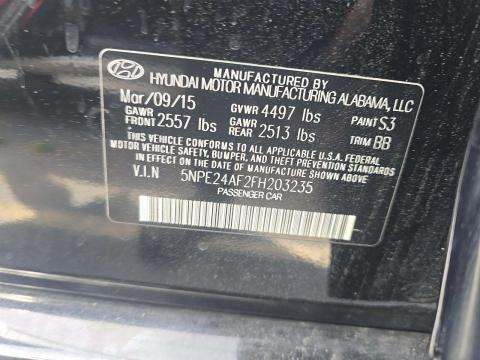 MANUFACTURED BY
HYUNDAI MOTOR MANUFACTURING ALABAMA, LLC
Mar/09/15 GVWR 4497 lbs PAINT S3
GAWR FRONT 2557 lbs GAWR REAR 2513 lbs TRIM BB
THIS VEHICLE CONFORMS TO ALL APPLICABLE U.S.A FEDERAL
MOTOR VEHICLE SAFETY, BUMPER, AND THEFT PREVENTION STANDARDS
IN EFFECT ON THE DATE OF MANUFACTURE SHOWN ABOVE
V.I.N 5NPE24AF2FH203235
PASSENGER CAR